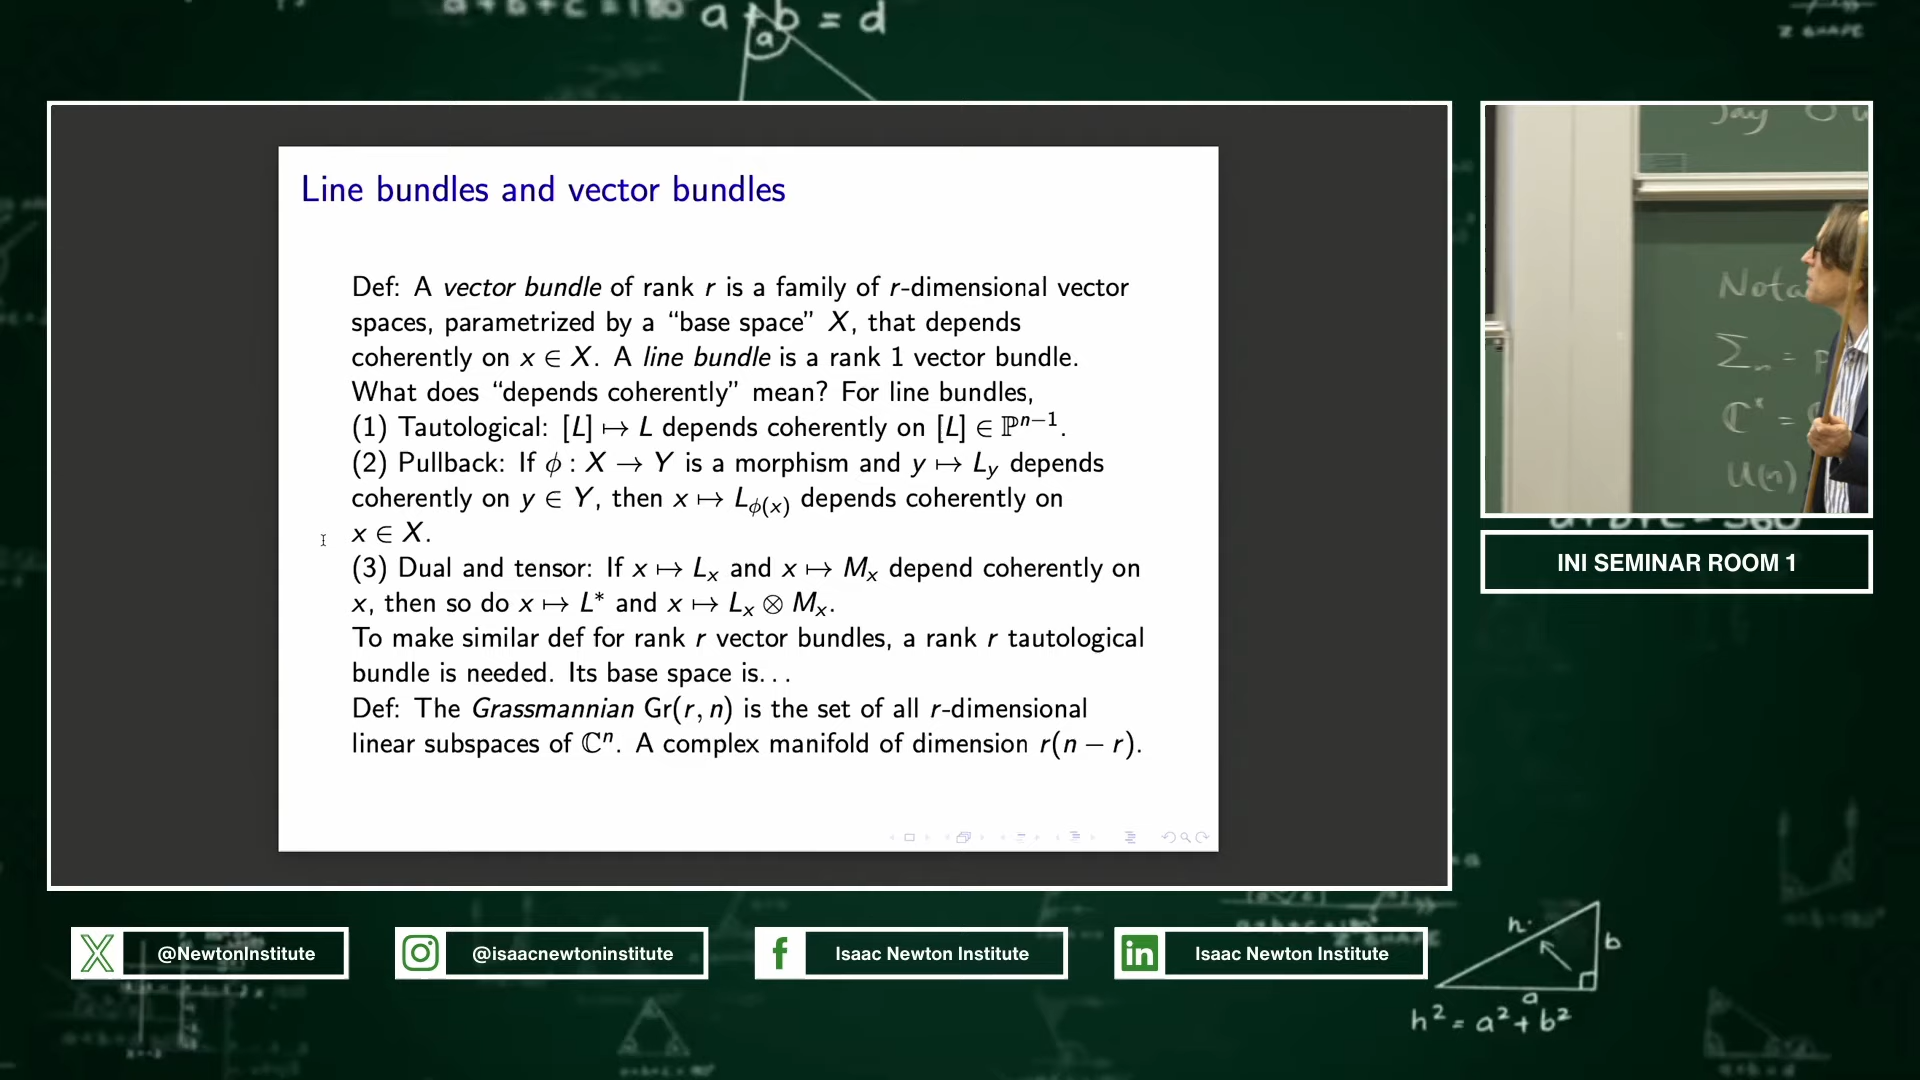 a+b+c=180°
a+b = d
a
Line bundles and vector bundles
Def: A vector bundle of rank r is a family of r-dimensional vector
spaces, parametrized by a “base space” X, that depends
coherently on x ∈ X. A line bundle is a rank 1 vector bundle.
What does “depends coherently” mean? For line bundles,
(1) Tautological: [L] ↦ L depends coherently on [L] ∈ ℙⁿ⁻¹.
(2) Pullback: If ϕ : X → Y is a morphism and y ↦ L_y depends
coherently on y ∈ Y, then x ↦ L_ϕ(x) depends coherently on
x ∈ X.
(3) Dual and tensor: If x ↦ Lₓ and x ↦ Mₓ depend coherently on
x, then so do x ↦ L* and x ↦ Lₓ ⊗ Mₓ.
To make similar def for rank r vector bundles, a rank r tautological
bundle is needed. Its base space is...
Def: The Grassmannian Gr(r, n) is the set of all r-dimensional
linear subspaces of ℂⁿ. A complex manifold of dimension r(n − r).
Nota
Σₙ =
U(n)
INI SEMINAR ROOM 1
@NewtonInstitute
@isaacnewtoninstitute
Isaac Newton Institute
Isaac Newton Institute
h
b
a
h² = a² + b²